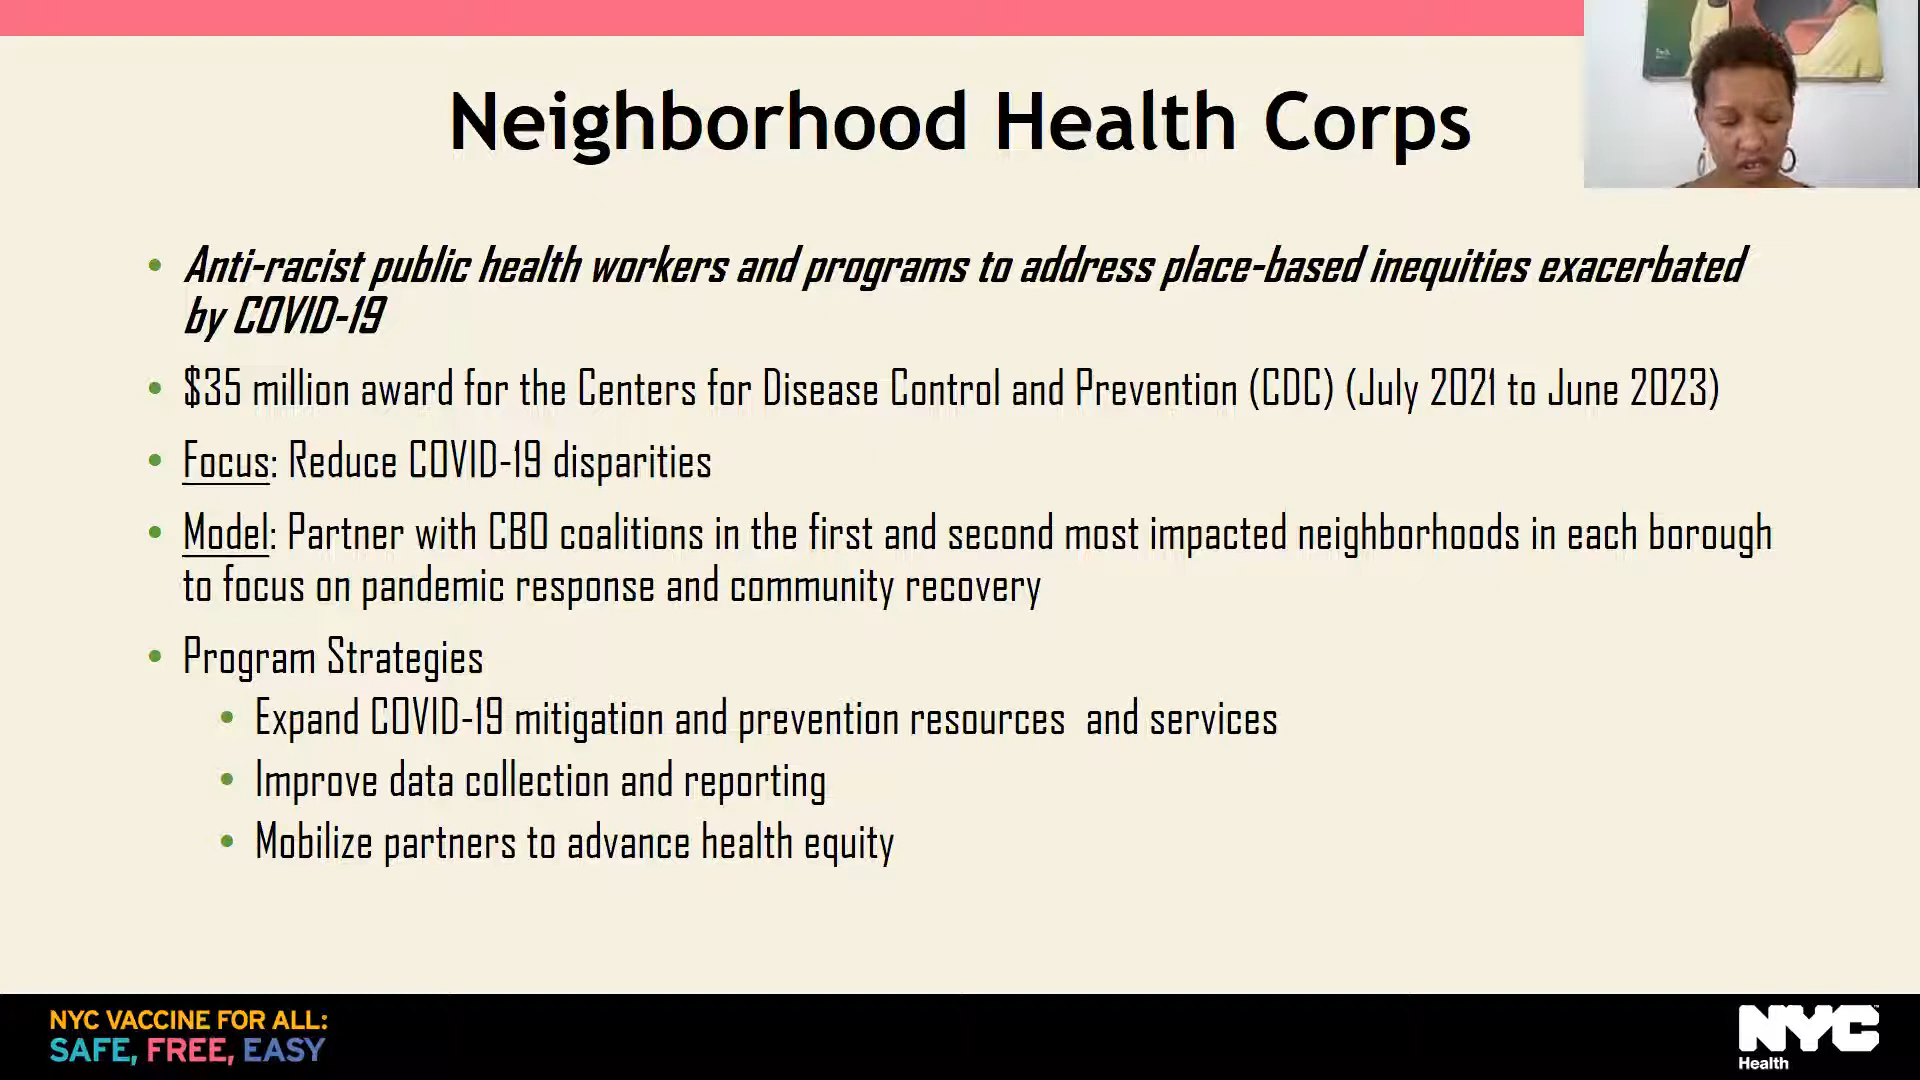 Neighborhood Health Corps
• Anti-racist public health workers and programs to address place-based inequities exacerbated
by COVID-19
• $35 million award for the Centers for Disease Control and Prevention (CDC) (July 2021 to June 2023)
• Focus: Reduce COVID-19 disparities
• Model: Partner with CBO coalitions in the first and second most impacted neighborhoods in each borough
to focus on pandemic response and community recovery
• Program Strategies
• Expand COVID-19 mitigation and prevention resources  and services
• Improve data collection and reporting
• Mobilize partners to advance health equity
NYC VACCINE FOR ALL:
SAFE, FREE, EASY
NYC
Health